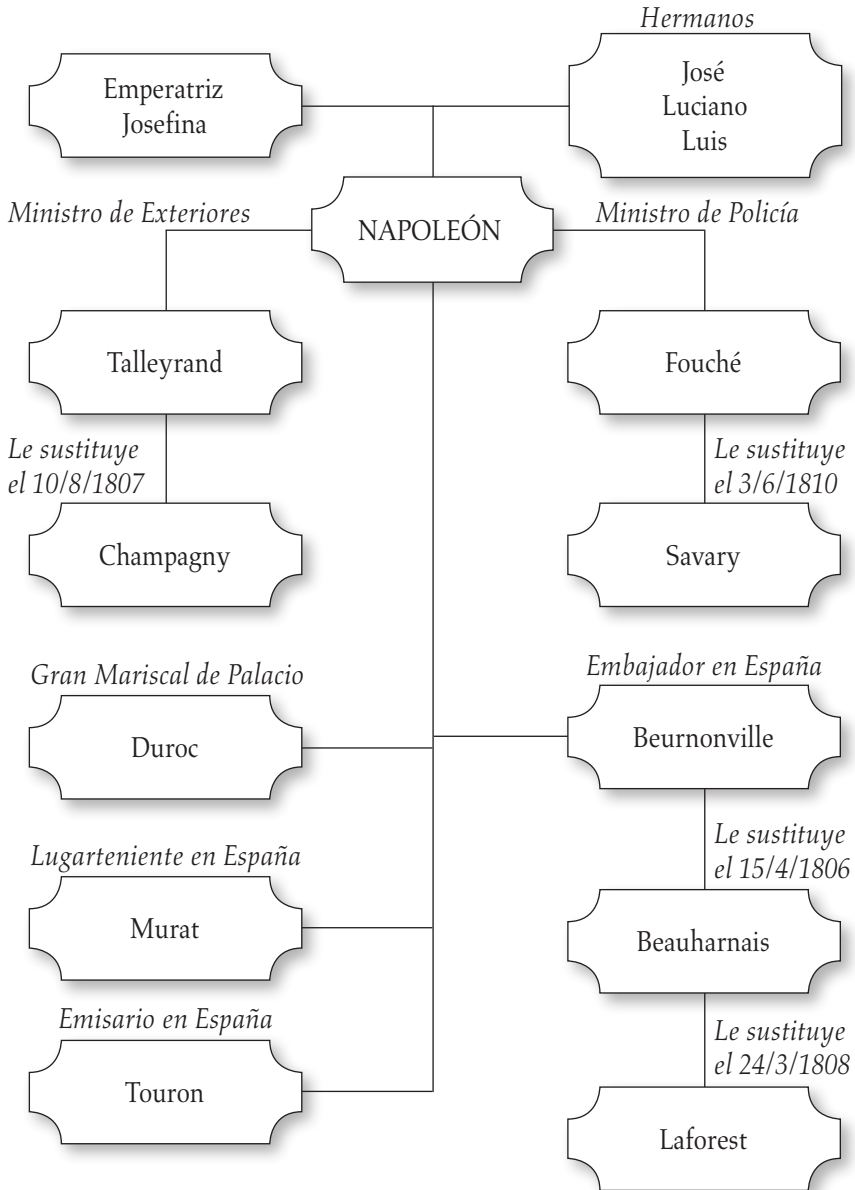 Hermanos
Emperatriz
Josefina
José
Luciano
Luis
Ministro de Exteriores
NAPOLEÓN
Ministro de Policía
Talleyrand
Fouché
Le sustituye
el 10/8/1807
Le sustituye
el 3/6/1810
Champagny
Savary
Gran Mariscal de Palacio
Embajador en España
Duroc
Beurnonville
Lugarteniente en España
Le sustituye
el 15/4/1806
Murat
Beauharnais
Emisario en España
Le sustituye
el 24/3/1808
Touron
Laforest